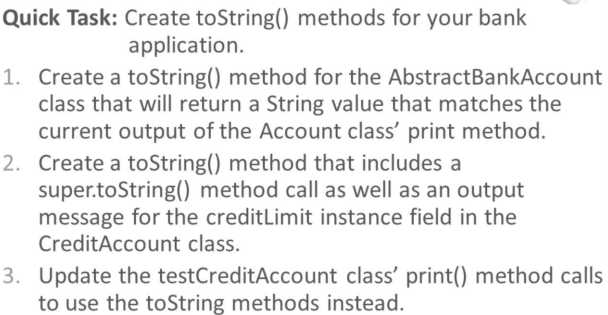 Quick Task: Create toString() methods for your bank
application.
1. Create a toString() method for the AbstractBankAccount
class that will return a String value that matches the
current output of the Account class’ print method.
2. Create a toString() method that includes a
super.toString() method call as well as an output
message for the creditLimit instance field in the
CreditAccount class.
3. Update the testCreditAccount class’ print() method calls
to use the toString methods instead.